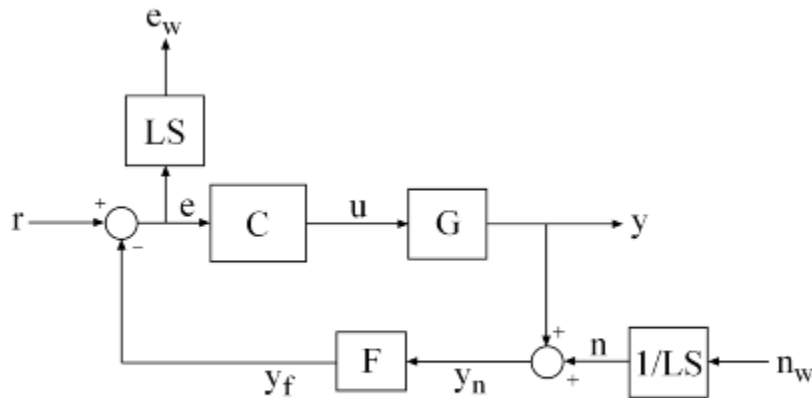 e_w
LS
+
r
e
C
u
G
y
−
+
F
n
1/LS
n_w
+
y_f
y_n